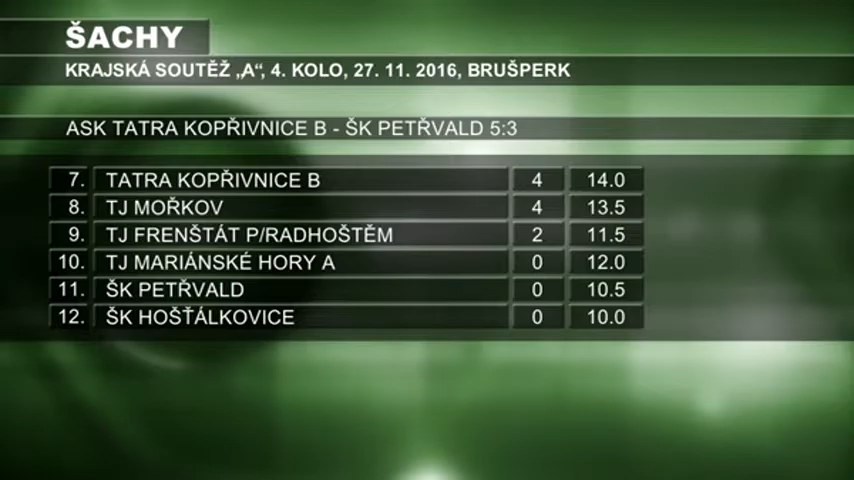 ŠACHY
KRAJSKÁ SOUTĚŽ „A“, 4. KOLO, 27. 11. 2016, BRUŠPERK
ASK TATRA KOPŘIVNICE B - ŠK PETŘVALD 5:3
7. TATRA KOPŘIVNICE B 4 14.0
8. TJ MOŘKOV 4 13.5
9. TJ FRENŠTÁT P/RADHOŠTĚM 2 11.5
10. TJ MARIÁNSKÉ HORY A 0 12.0
11. ŠK PETŘVALD 0 10.5
12. ŠK HOŠŤÁLKOVICE 0 10.0